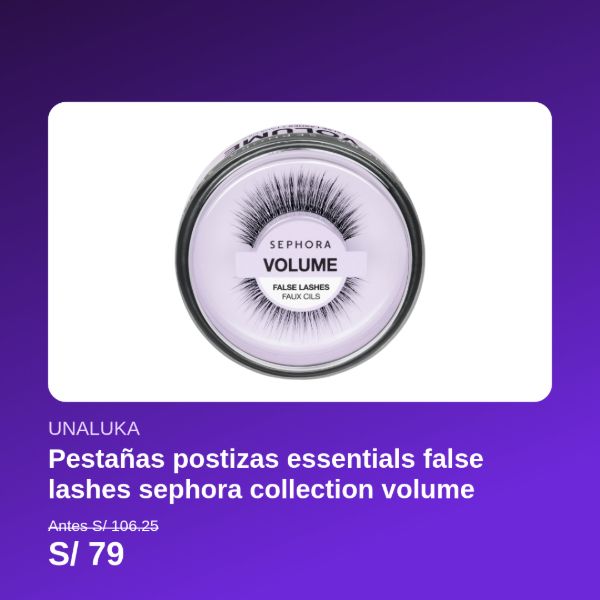 VOLUME
SEPHORA
VOLUME
FALSE LASHES
FAUX CILS
UNALUKA
Pestañas postizas essentials false
lashes sephora collection volume
Antes S/ 106.25
S/ 79